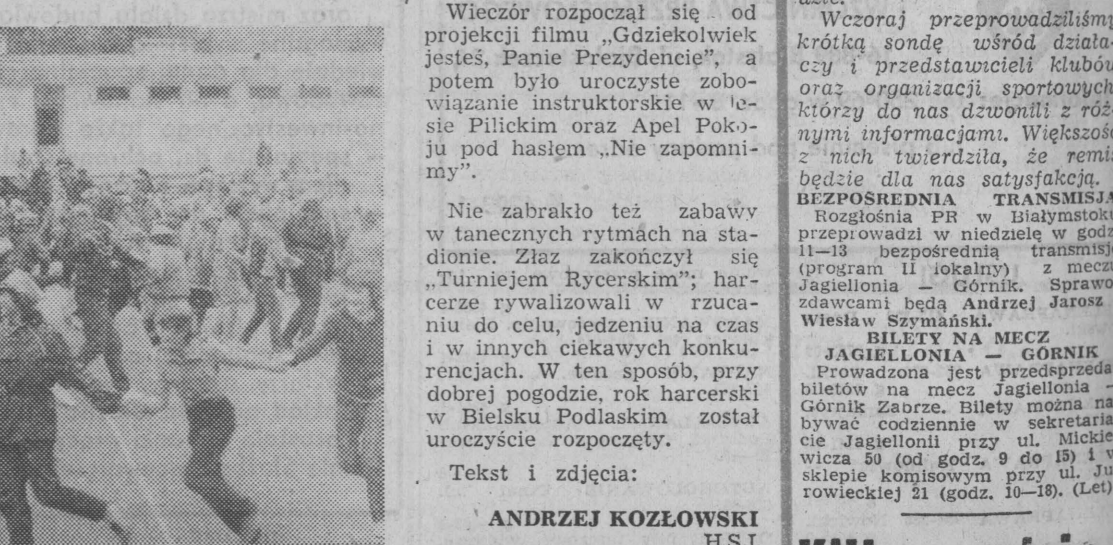 Wieczór rozpoczął się od
projekcji filmu „Gdziekolwiek
jesteś, Panie Prezydencie”, a
potem było uroczyste zobo-
wiązanie instruktorskie w le-
sie Pilickim oraz Apel Poko-
ju pod hasłem „Nie zapomni-
my”.
Nie zabrakło też zabawy
w tanecznych rytmach na sta-
dionie. Złaz zakończył się
„Turniejem Rycerskim”; har-
cerze rywalizowali w rzuca-
niu do celu, jedzeniu na czas
i w innych ciekawych konku-
rencjach. W ten sposób, przy
dobrej pogodzie, rok harcerski
w Bielsku Podlaskim został
uroczyście rozpoczęty.
Tekst i zdjęcia:
ANDRZEJ KOZŁOWSKI
HSI
Wczoraj przeprowadziliśmy
krótką sondę wśród działa-
czy i przedstawicieli klubów
oraz organizacji sportowych
którzy do nas dzwonili z róż
nymi informacjami. Większość
z nich twierdziła, że remis
będzie dla nas satysfakcją.
BEZPOŚREDNIA TRANSMISJA
Rozgłośnia PR w Białymstoku
przeprowadzi w niedzielę w godz
11—13 bezpośrednią transmisję
(program II lokalny) z meczu
Jagiellonia — Górnik. Sprawo
zdawcami będą Andrzej Jarosz
Wiesław Szymański.
BILETY NA MECZ
JAGIELLONIA — GÓRNIK
Prowadzona jest przedsprzeda
biletów na mecz Jagiellonia —
Górnik Zabrze. Bilety można na
bywać codziennie w sekretaria
cie Jagiellonii przy ul. Mickie
wicza 50 (od godz. 9 do 15) i w
sklepie komisowym przy ul. Ju
rowieckiej 21 (godz. 10—18). (Let)